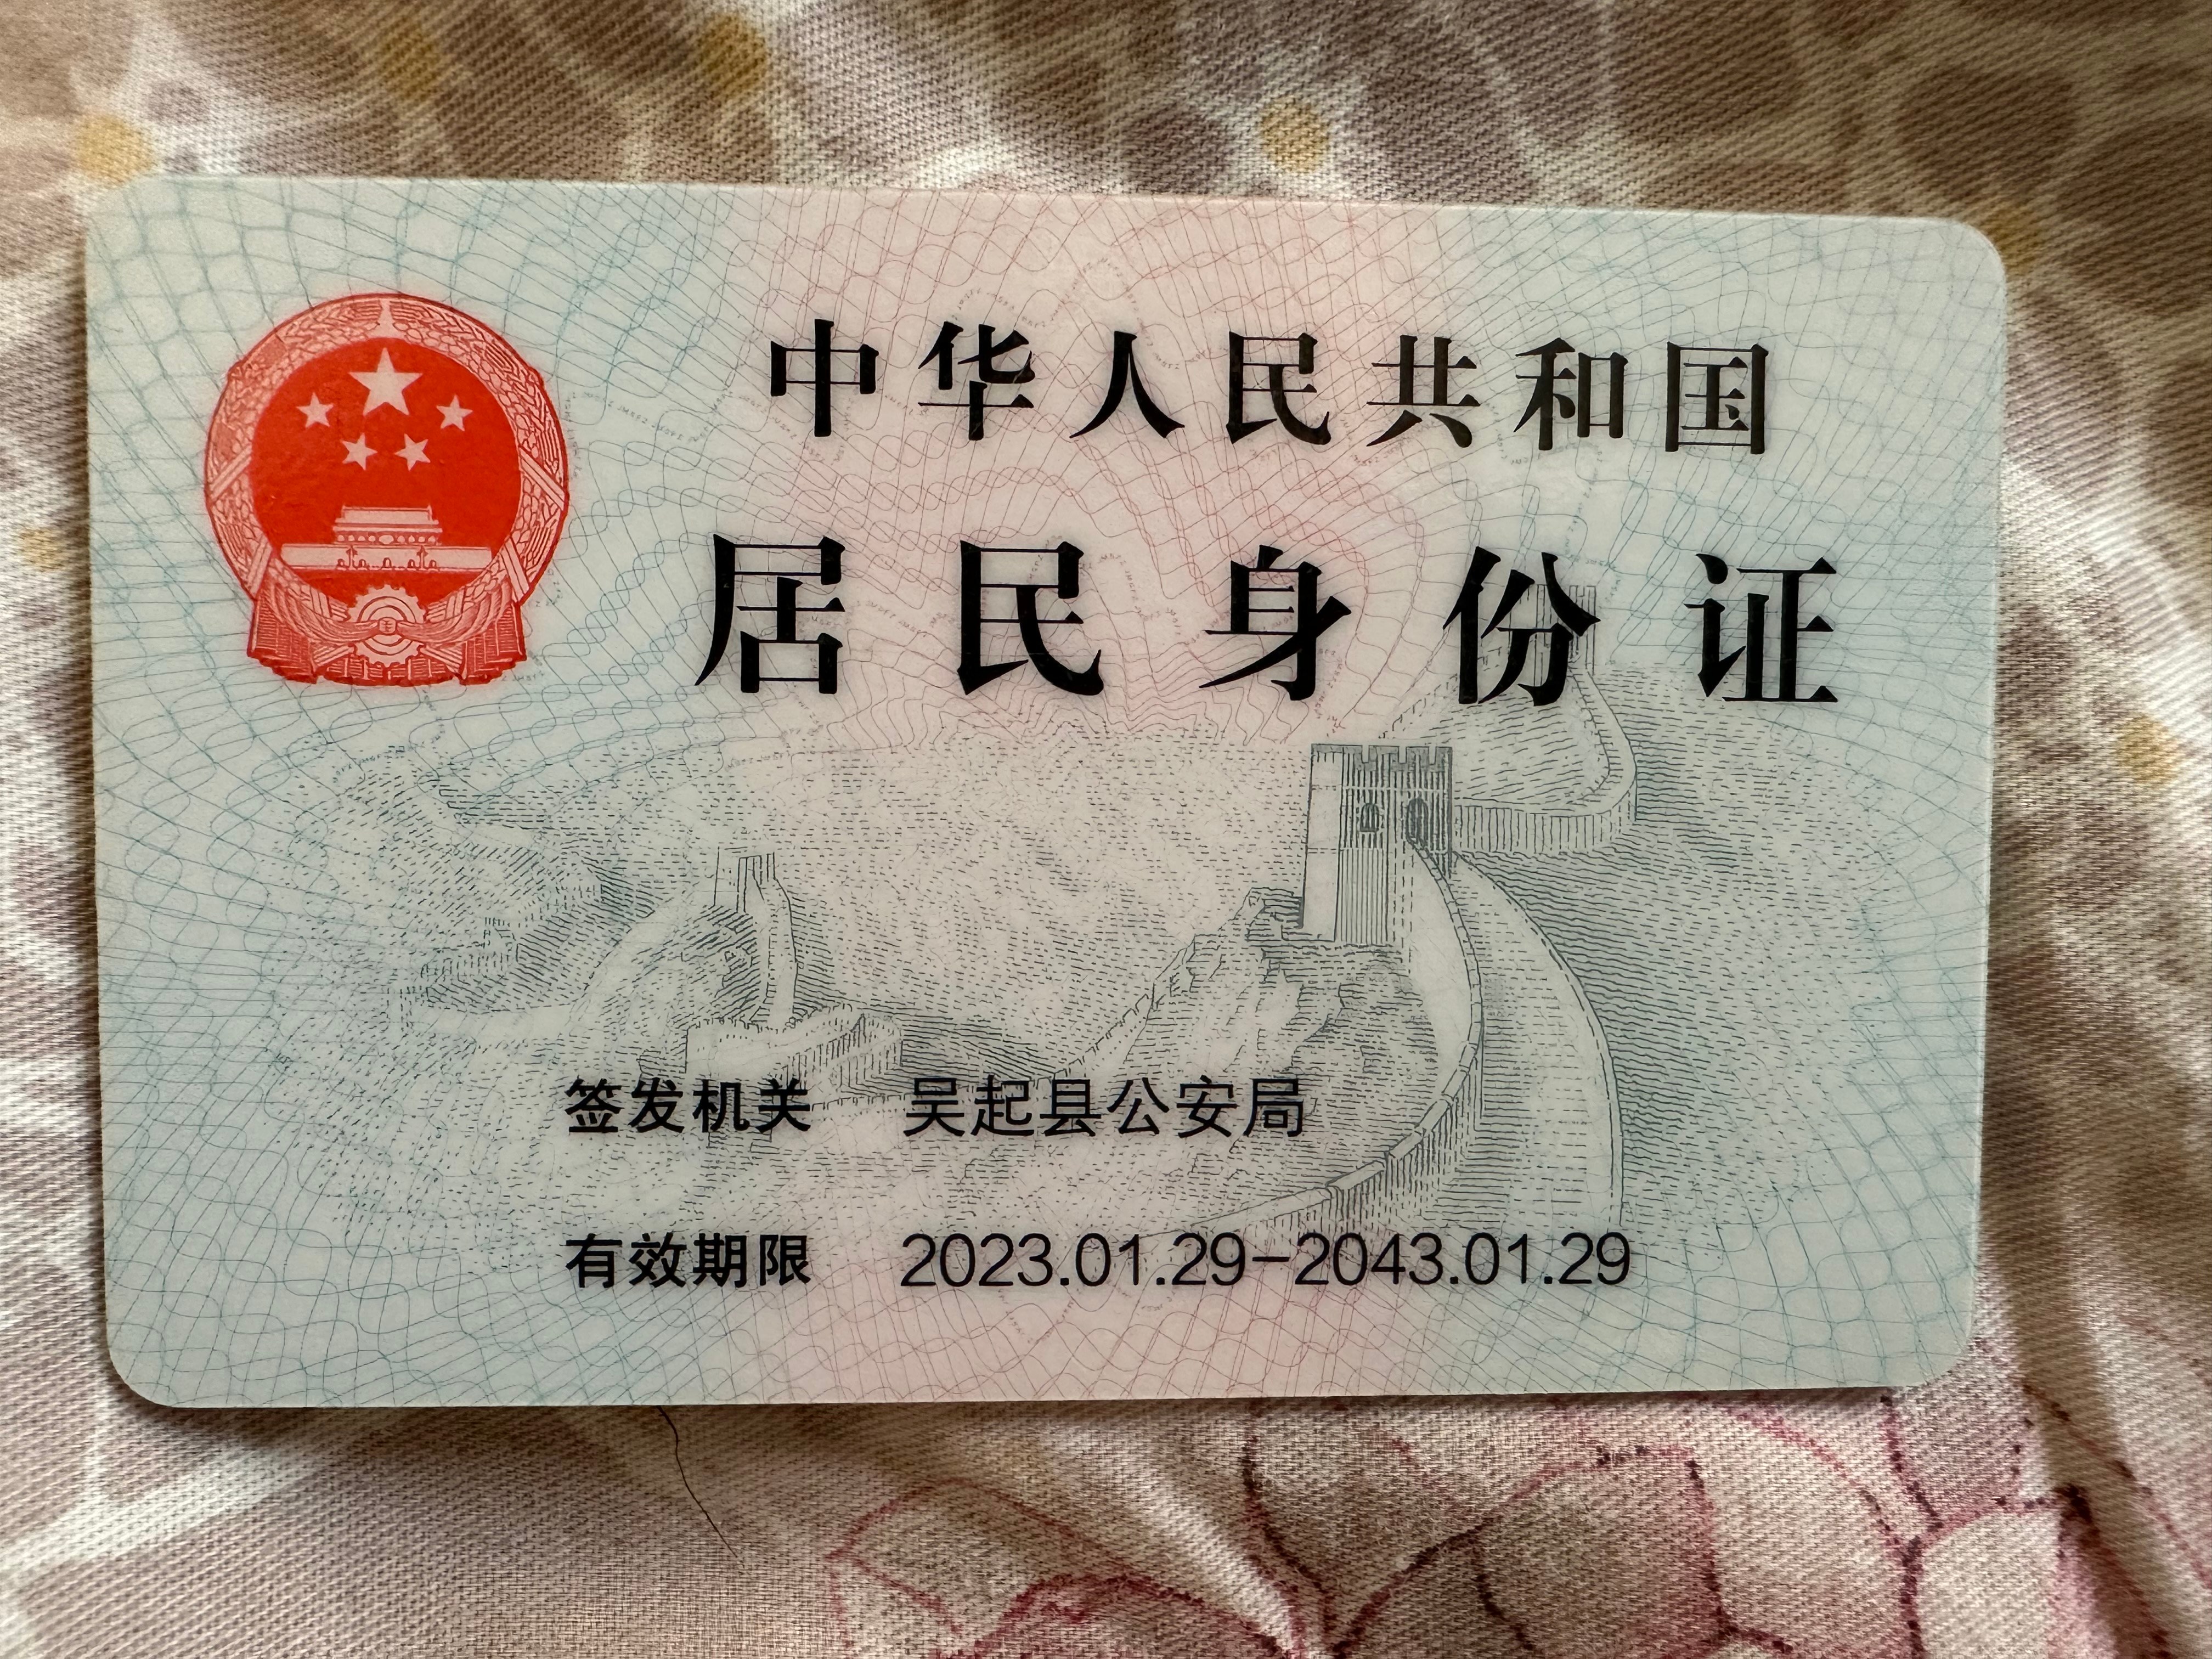 中华人民共和国
居民身份证
签发机关 吴起县公安局
有效期限 2023.01.29-2043.01.29